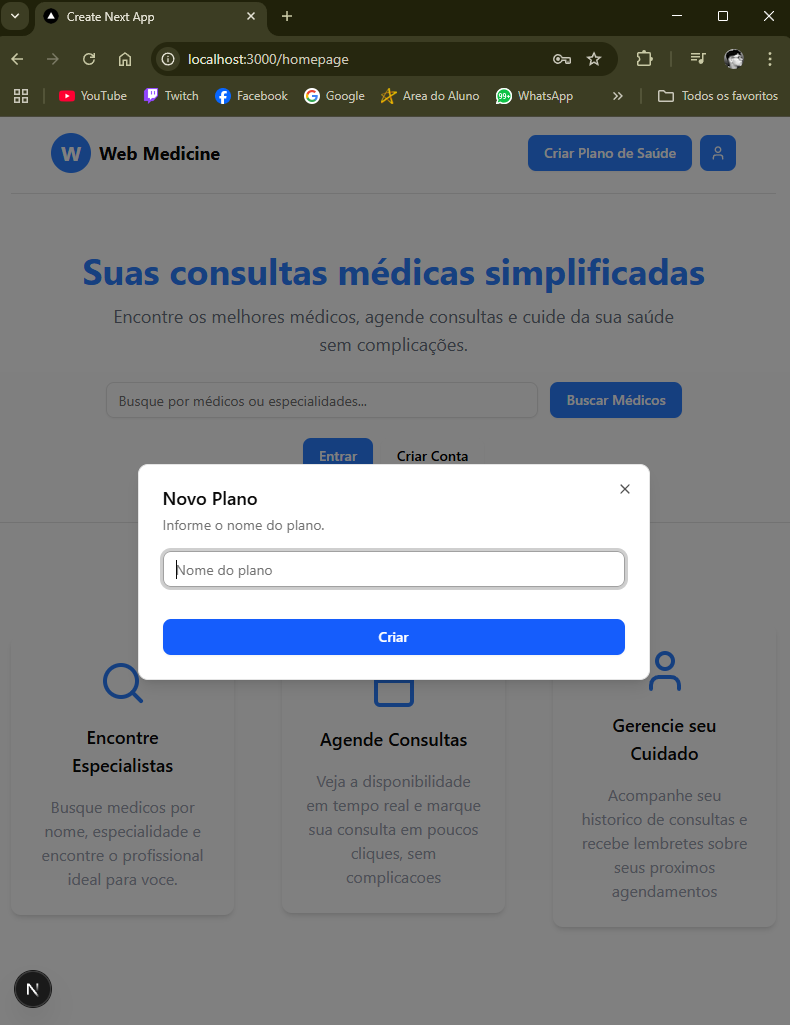 Create Next App
localhost:3000/homepage
YouTube
Twitch
Facebook
Google
Area do Aluno
99+
WhatsApp
Todos os favoritos
W
Web Medicine
Criar Plano de Saúde
Suas consultas médicas simplificadas
Encontre os melhores médicos, agende consultas e cuide da sua saúde
sem complicações.
Busque por médicos ou especialidades...
Buscar Médicos
Entrar
Criar Conta
Novo Plano
Informe o nome do plano.
Nome do plano
Criar
Encontre
Especialistas
Busque medicos por
nome, especialidade e
encontre o profissional
ideal para voce.
Agende Consultas
Veja a disponibilidade
em tempo real e marque
sua consulta em poucos
cliques, sem
complicacoes
Gerencie seu
Cuidado
Acompanhe seu
historico de consultas e
recebe lembretes sobre
seus proximos
agendamentos
N